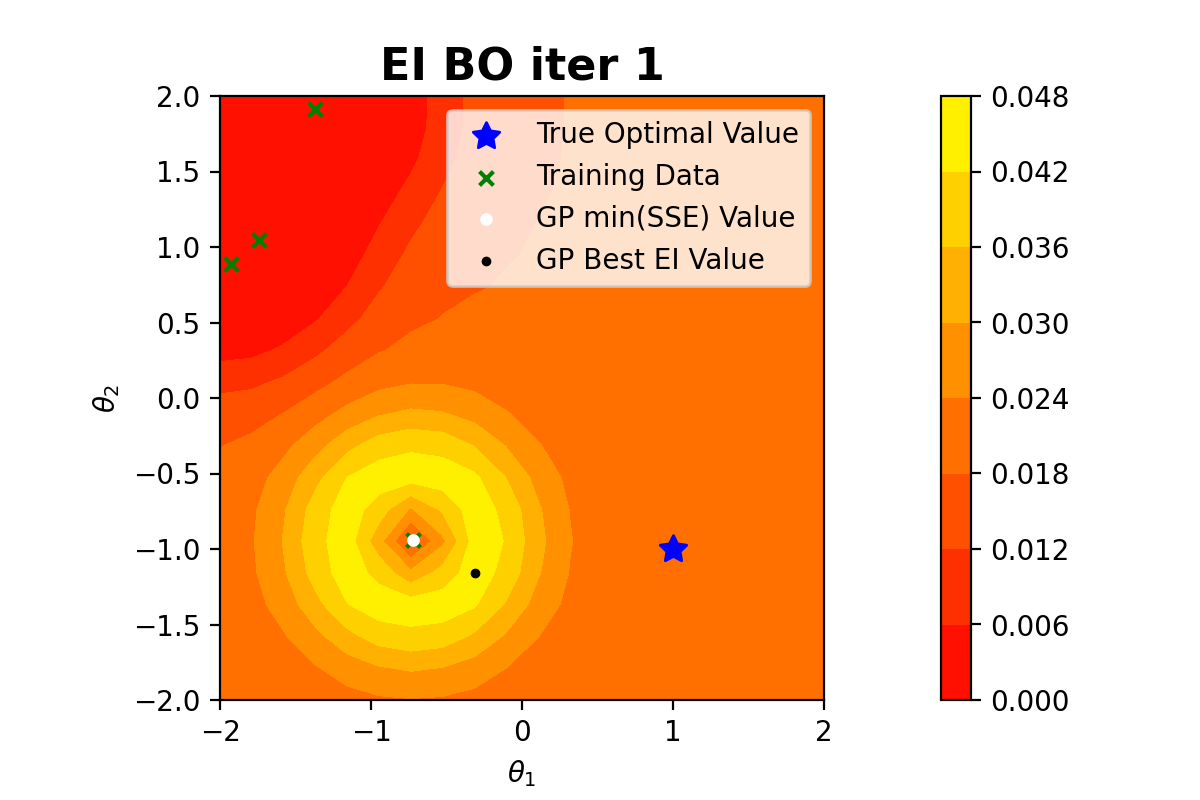 EI BO iter 1
True Optimal Value
Training Data
GP min(SSE) Value
GP Best EI Value
2.0
1.5
1.0
0.5
0.0
−0.5
−1.0
−1.5
−2.0
θ₂
−2 −1 0 1 2
θ₁
0.048
0.042
0.036
0.030
0.024
0.018
0.012
0.006
0.000